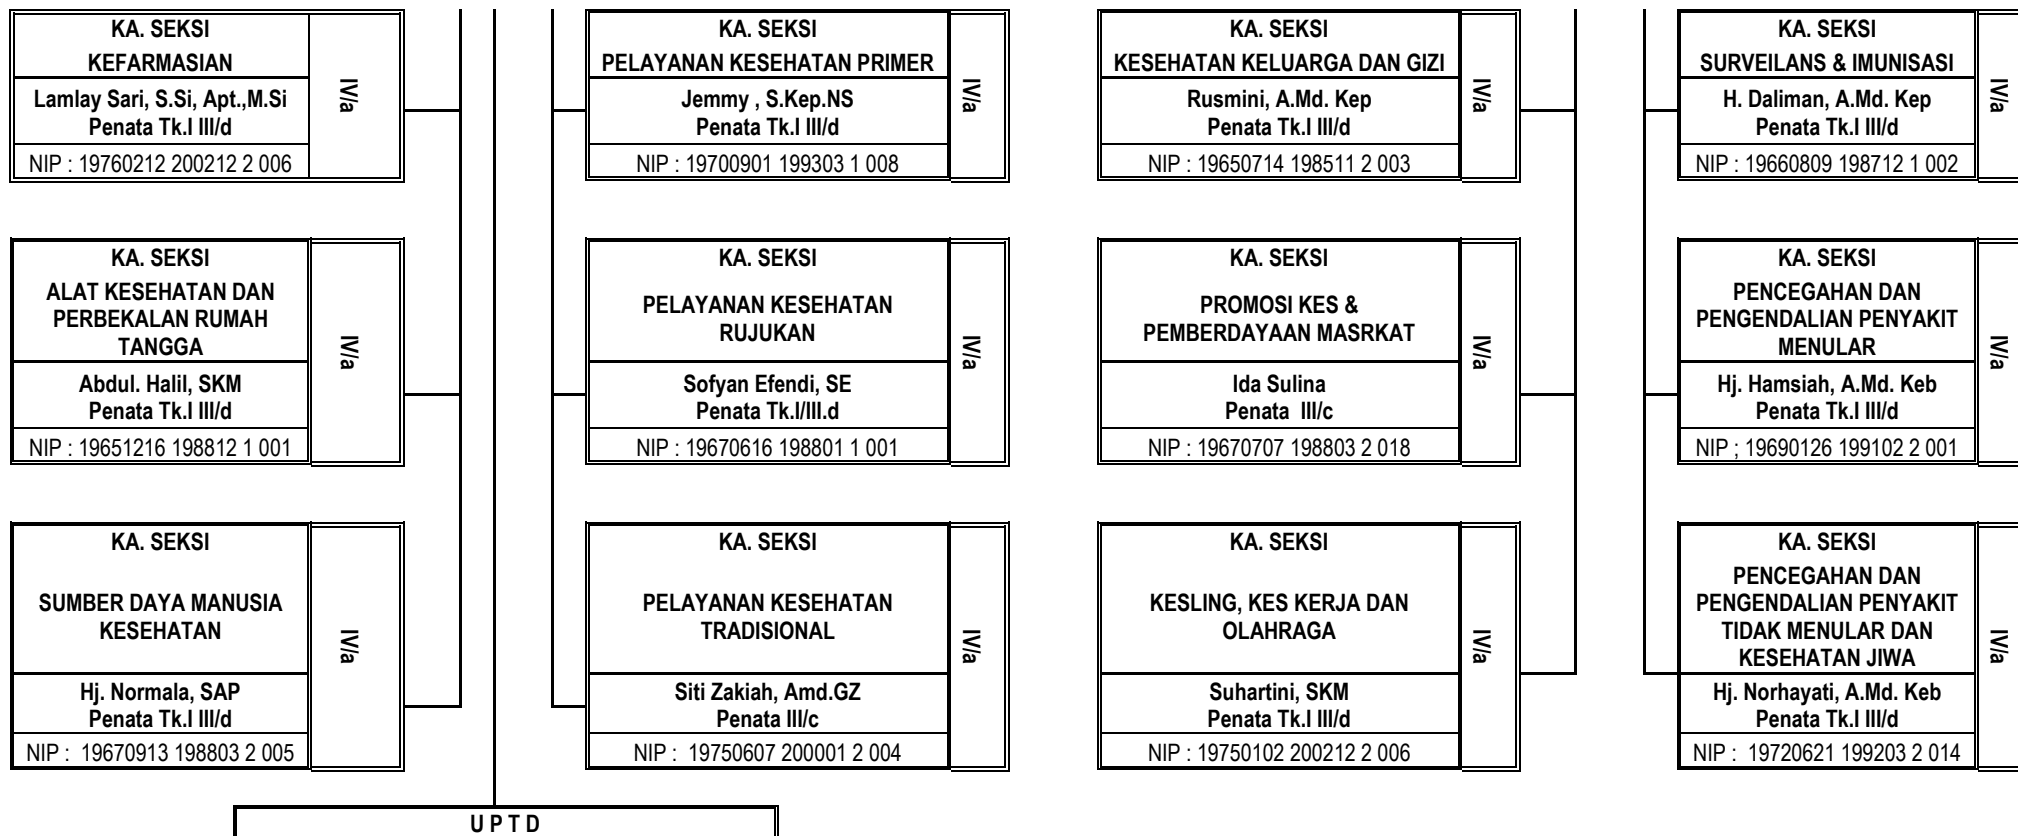 KA. SEKSI
KEFARMASIAN
Lamlay Sari, S.Si, Apt.,M.Si
Penata Tk.I III/d
NIP : 19760212 200212 2 006
IV/a
KA. SEKSI
PELAYANAN KESEHATAN PRIMER
Jemmy , S.Kep.NS
Penata Tk.I III/d
NIP : 19700901 199303 1 008
IV/a
KA. SEKSI
KESEHATAN KELUARGA DAN GIZI
Rusmini, A.Md. Kep
Penata Tk.I III/d
NIP : 19650714 198511 2 003
IV/a
KA. SEKSI
SURVEILANS & IMUNISASI
H. Daliman, A.Md. Kep
Penata Tk.I III/d
NIP : 19660809 198712 1 002
IV/a
KA. SEKSI
ALAT KESEHATAN DAN
PERBEKALAN RUMAH
TANGGA
Abdul. Halil, SKM
Penata Tk.I III/d
NIP : 19651216 198812 1 001
IV/a
KA. SEKSI
PELAYANAN KESEHATAN
RUJUKAN
Sofyan Efendi, SE
Penata Tk.I/III.d
NIP : 19670616 198801 1 001
IV/a
KA. SEKSI
PROMOSI KES &
PEMBERDAYAAN MASRKAT
Ida Sulina
Penata III/c
NIP : 19670707 198803 2 018
IV/a
KA. SEKSI
PENCEGAHAN DAN
PENGENDALIAN PENYAKIT
MENULAR
Hj. Hamsiah, A.Md. Keb
Penata Tk.I III/d
NIP ; 19690126 199102 2 001
IV/a
KA. SEKSI
SUMBER DAYA MANUSIA
KESEHATAN
Hj. Normala, SAP
Penata Tk.I III/d
NIP : 19670913 198803 2 005
IV/a
KA. SEKSI
PELAYANAN KESEHATAN
TRADISIONAL
Siti Zakiah, Amd.GZ
Penata III/c
NIP : 19750607 200001 2 004
IV/a
KA. SEKSI
KESLING, KES KERJA DAN
OLAHRAGA
Suhartini, SKM
Penata Tk.I III/d
NIP : 19750102 200212 2 006
IV/a
KA. SEKSI
PENCEGAHAN DAN
PENGENDALIAN PENYAKIT
TIDAK MENULAR DAN
KESEHATAN JIWA
Hj. Norhayati, A.Md. Keb
Penata Tk.I III/d
NIP : 19720621 199203 2 014
IV/a
U P T D